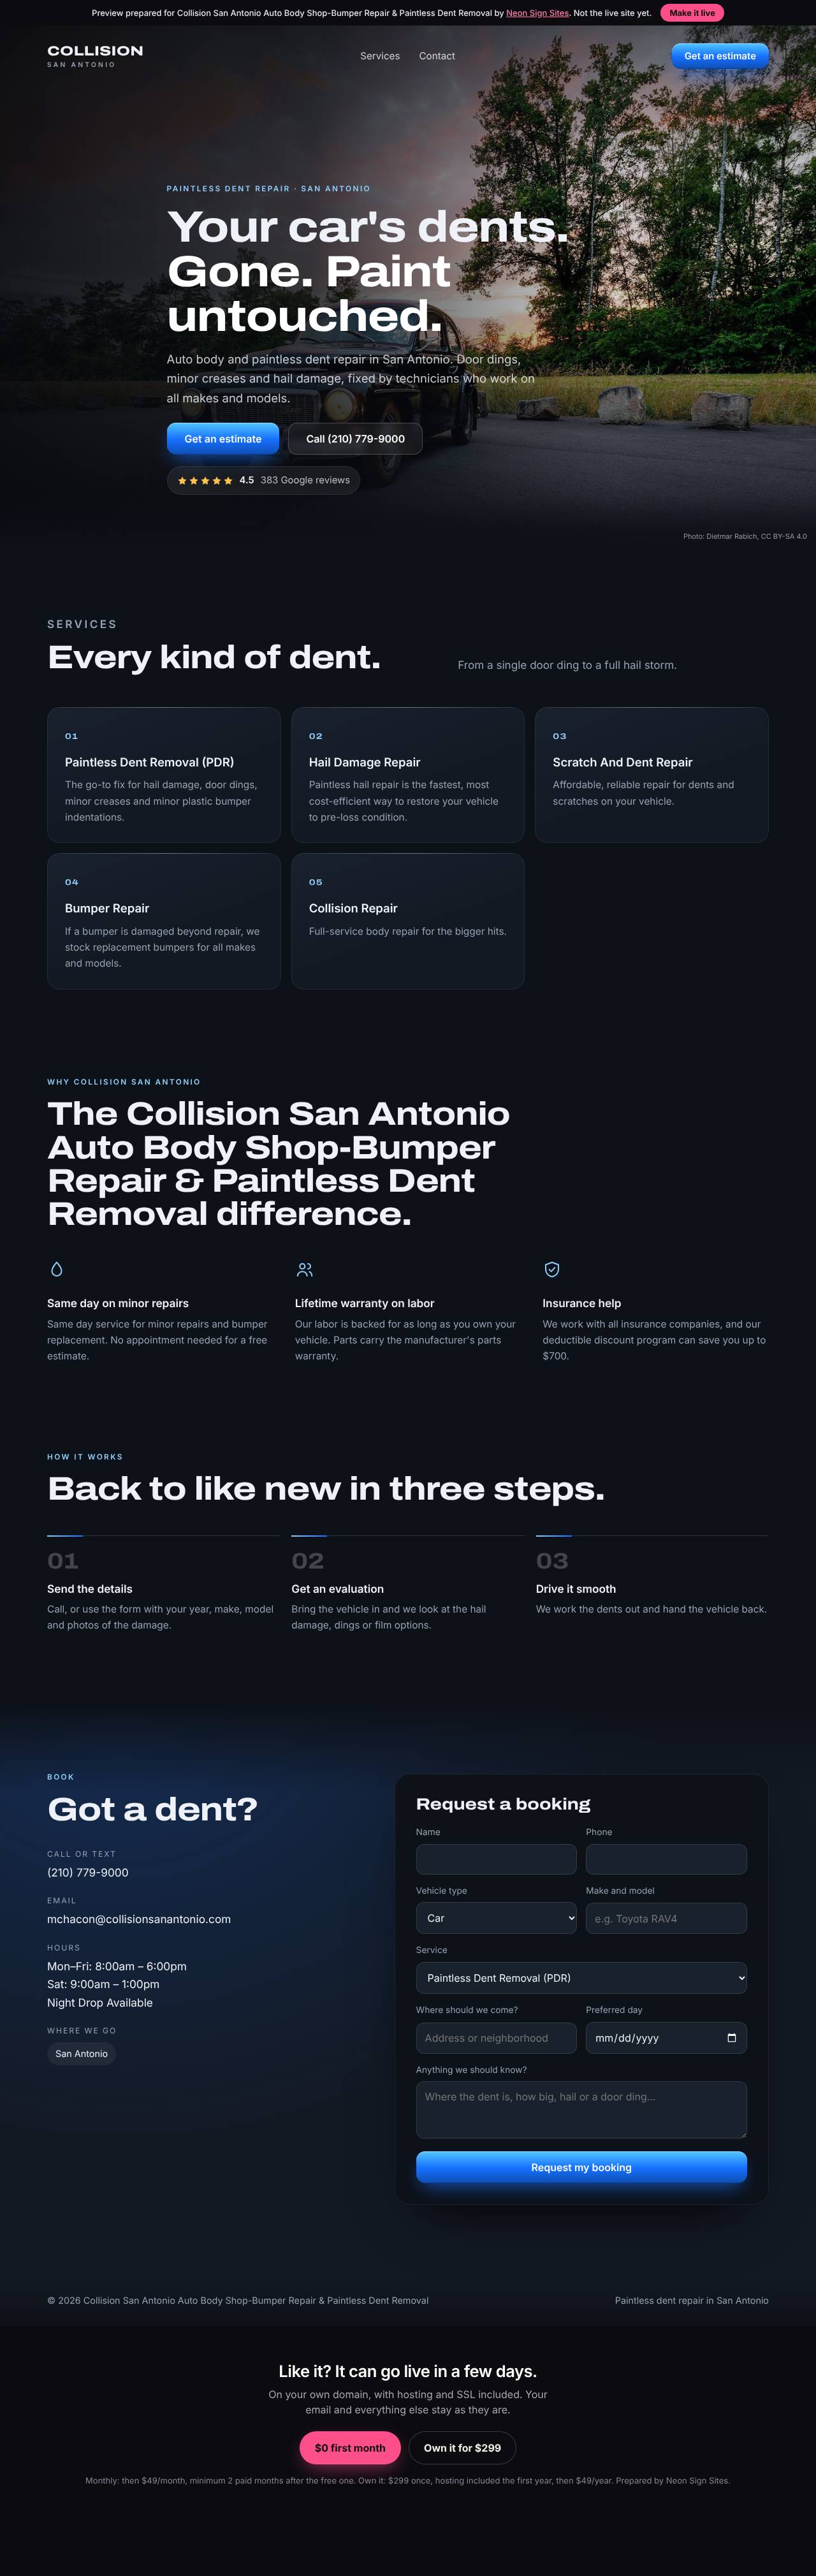 Preview prepared for Collision San Antonio Auto Body Shop-Bumper Repair & Paintless Dent Removal by Neon Sign Sites. Not the live site yet. Make it live
COLLISION
SAN ANTONIO
Services Contact Get an estimate
PAINTLESS DENT REPAIR · SAN ANTONIO
Your car's dents.
Gone. Paint
untouched.
Auto body and paintless dent repair in San Antonio. Door dings,
minor creases and hail damage, fixed by technicians who work on
all makes and models.
Get an estimate Call (210) 779-9000
★★★★★ 4.5 383 Google reviews
Photo: Dietmar Rabich, CC BY-SA 4.0
SERVICES
Every kind of dent.
From a single door ding to a full hail storm.
01
Paintless Dent Removal (PDR)
The go-to fix for hail damage, door dings,
minor creases and minor plastic bumper
indentations.
02
Hail Damage Repair
Paintless hail repair is the fastest, most
cost-efficient way to restore your vehicle
to pre-loss condition.
03
Scratch And Dent Repair
Affordable, reliable repair for dents and
scratches on your vehicle.
04
Bumper Repair
If a bumper is damaged beyond repair, we
stock replacement bumpers for all makes
and models.
05
Collision Repair
Full-service body repair for the bigger hits.
WHY COLLISION SAN ANTONIO
The Collision San Antonio
Auto Body Shop-Bumper
Repair & Paintless Dent
Removal difference.
Same day on minor repairs
Same day service for minor repairs and bumper
replacement. No appointment needed for a free
estimate.
Lifetime warranty on labor
Our labor is backed for as long as you own your
vehicle. Parts carry the manufacturer's parts
warranty.
Insurance help
We work with all insurance companies, and our
deductible discount program can save you up to
$700.
HOW IT WORKS
Back to like new in three steps.
01
Send the details
Call, or use the form with your year, make, model
and photos of the damage.
02
Get an evaluation
Bring the vehicle in and we look at the hail
damage, dings or film options.
03
Drive it smooth
We work the dents out and hand the vehicle back.
BOOK
Got a dent?
CALL OR TEXT
(210) 779-9000
EMAIL
mchacon@collisionsanantonio.com
HOURS
Mon–Fri: 8:00am – 6:00pm
Sat: 9:00am – 1:00pm
Night Drop Available
WHERE WE GO
San Antonio
Request a booking
Name Phone
Vehicle type Make and model
Car e.g. Toyota RAV4
Service
Paintless Dent Removal (PDR)
Where should we come? Preferred day
Address or neighborhood mm/dd/yyyy
Anything we should know?
Where the dent is, how big, hail or a door ding...
Request my booking
© 2026 Collision San Antonio Auto Body Shop-Bumper Repair & Paintless Dent Removal
Paintless dent repair in San Antonio
Like it? It can go live in a few days.
On your own domain, with hosting and SSL included. Your
email and everything else stay as they are.
$0 first month Own it for $299
Monthly: then $49/month, minimum 2 paid months after the free one. Own it: $299 once, hosting included the first year, then $49/year. Prepared by Neon Sign Sites.